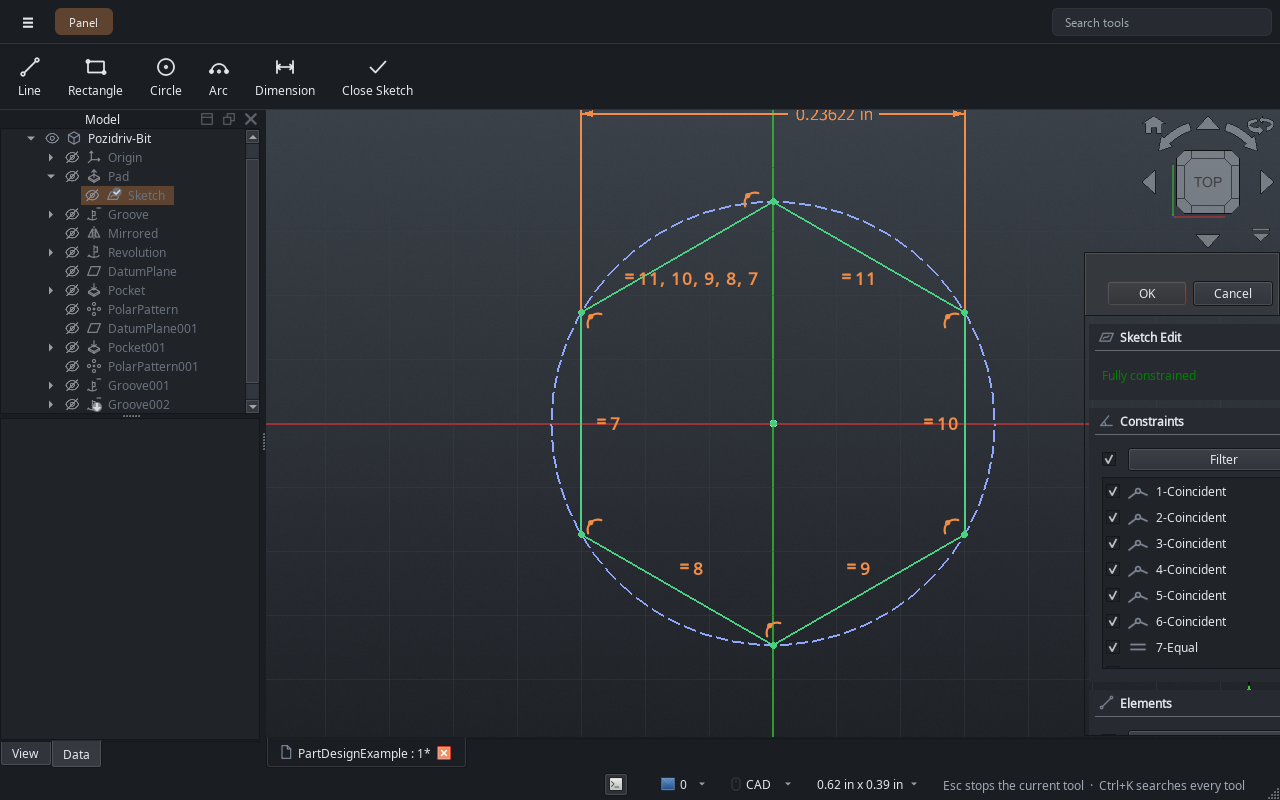 Panel
Search tools
Line
Rectangle
Circle
Arc
Dimension
Close Sketch
Model
Pozidriv-Bit
Origin
Pad
Sketch
Groove
Mirrored
Revolution
DatumPlane
Pocket
PolarPattern
DatumPlane001
Pocket001
PolarPattern001
Groove001
Groove002
View
Data
0.23622 in
=11, 10, 9, 8, 7
=11
=7
=10
=8
=9
TOP
OK
Cancel
Sketch Edit
Fully constrained
Constraints
Filter
1-Coincident
2-Coincident
3-Coincident
4-Coincident
5-Coincident
6-Coincident
7-Equal
Elements
PartDesignExample : 1*
0
CAD
0.62 in x 0.39 in
Esc stops the current tool · Ctrl+K searches every tool